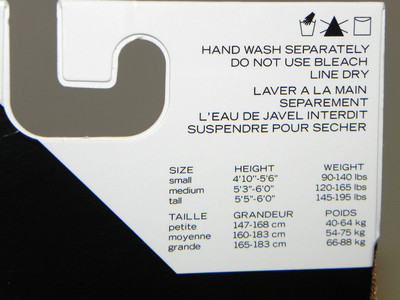 HAND WASH SEPARATELY
DO NOT USE BLEACH
LINE DRY
LAVER A LA MAIN
SEPAREMENT
L'EAU DE JAVEL INTERDIT
SUSPENDRE POUR SECHER
SIZE HEIGHT WEIGHT
small 4'10"-5'6" 90-140 lbs
medium 5'3"-6'0" 120-165 lbs
tall 5'5"-6'0" 145-195 lbs
TAILLE GRANDEUR POIDS
petite 147-168 cm 40-64 kg
moyenne 160-183 cm 54-75 kg
grande 165-183 cm 66-88 kg